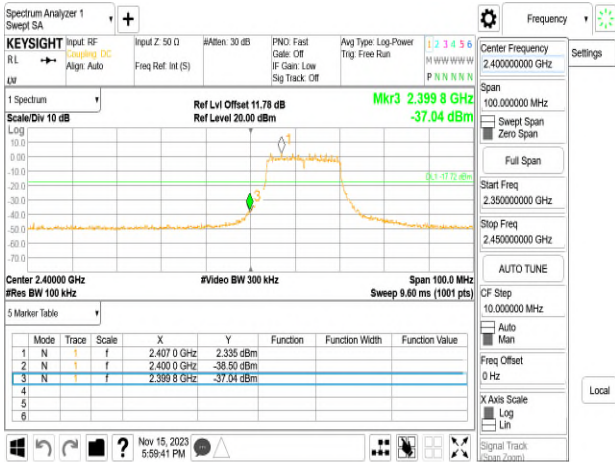 Spectrum Analyzer 1
Swept SA
Frequency
Settings
KEYSIGHT
RL
Input: RF
Coupling: DC
Align: Auto
Input Z: 50 Ω
Freq Ref: Int (S)
#Atten: 30 dB
PNO: Fast
Gate: Off
IF Gain: Low
Sig Track: Off
Avg Type: Log-Power
Trig: Free Run
1 2 3 4 5 6
M W W W W W
P N N N N N
1 Spectrum
Scale/Div 10 dB
Ref Lvl Offset 11.78 dB
Ref Level 20.00 dBm
Mkr3 2.399 8 GHz
-37.04 dBm
Log
10.0
0.00
-10.0
-20.0
-30.0
-40.0
-50.0
-60.0
-70.0
1
3
DL1 -17.72 dBm
Center 2.40000 GHz
#Res BW 100 kHz
#Video BW 300 kHz
Span 100.0 MHz
Sweep 9.60 ms (1001 pts)
5 Marker Table
Mode Trace Scale X Y Function Function Width Function Value
1 N 1 f 2.407 0 GHz 2.335 dBm
2 N 1 f 2.400 0 GHz -38.50 dBm
3 N 1 f 2.399 8 GHz -37.04 dBm
4
5
6
Center Frequency
2.400000000 GHz
Span
100.000000 MHz
Swept Span
Zero Span
Full Span
Start Freq
2.350000000 GHz
Stop Freq
2.450000000 GHz
AUTO TUNE
CF Step
10.000000 MHz
Auto
Man
Freq Offset
0 Hz
X Axis Scale
Log
Lin
Signal Track
(Span Zoom)
Local
Nov 15, 2023
5:59:41 PM